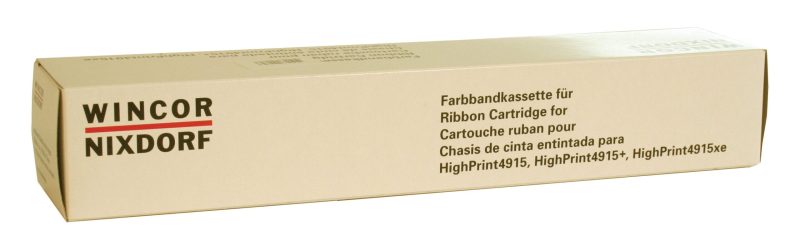 WINCOR
NIXDORF
Farbbandkassette für
Ribbon Cartridge for
Cartouche ruban pour
Chasis de cinta entintada para
HighPrint4915, HighPrint4915+, HighPrint4915xe